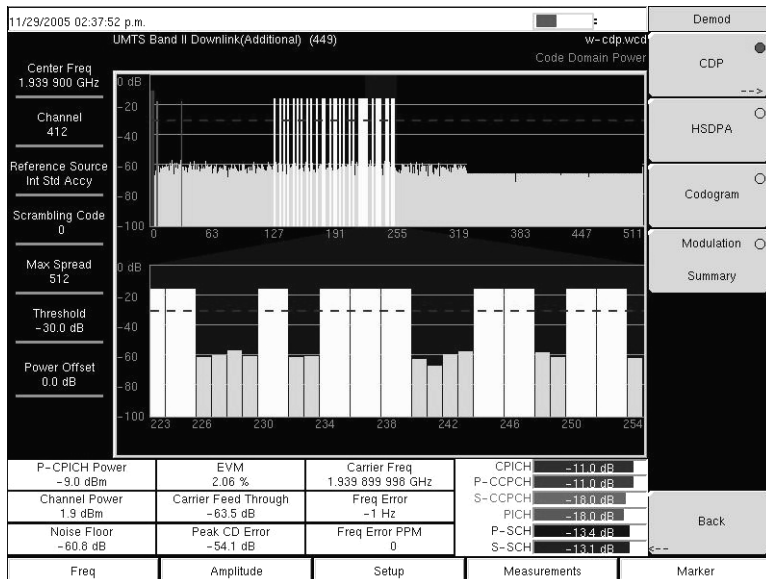 11/29/2005 02:37:52 p.m.
UMTS Band II Downlink(Additional) (449)
w-cdp.wcd
Code Domain Power
Center Freq
1.939 900 GHz
Channel
412
Reference Source
Int Std Accy
Scrambling Code
0
Max Spread
512
Threshold
-30.0 dB
Power Offset
0.0 dB
0 dB
-20
-40
-60
-80
-100
0 63 127 191 255 319 383 447 511
0 dB
-20
-40
-60
-80
-100
223 226 230 234 238 242 246 250 254
P-CPICH Power
-9.0 dBm
EVM
2.06 %
Carrier Freq
1.939 899 998 GHz
Channel Power
1.9 dBm
Carrier Feed Through
-63.5 dB
Freq Error
-1 Hz
Noise Floor
-60.8 dB
Peak CD Error
-54.1 dB
Freq Error PPM
0
CPICH -11.0 dB
P-CCPCH -11.0 dB
S-CCPCH -18.0 dB
PICH -18.0 dB
P-SCH -13.4 dB
S-SCH -13.1 dB
Demod
CDP
-->
HSDPA
Codogram
Modulation
Summary
Back
<--
Freq Amplitude Setup Measurements Marker